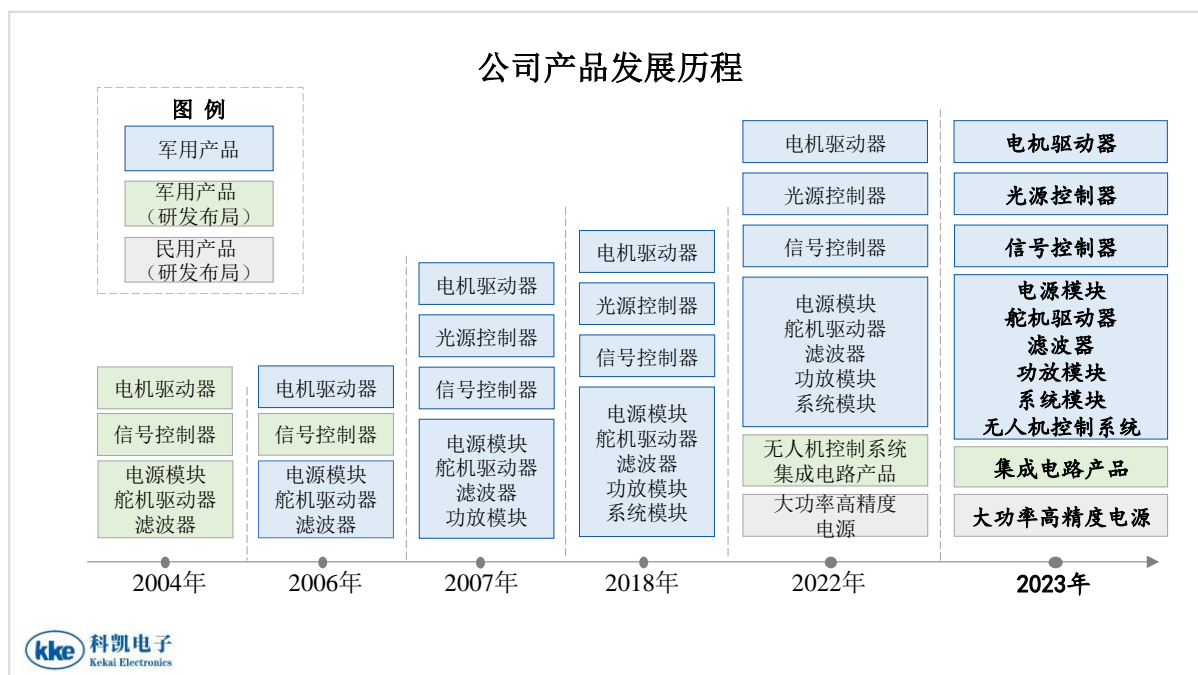 公司产品发展历程
图 例
军用产品
军用产品
（研发布局）
民用产品
（研发布局）
电机驱动器
信号控制器
电源模块
舵机驱动器
滤波器
2004年
电机驱动器
信号控制器
电源模块
舵机驱动器
滤波器
2006年
电机驱动器
光源控制器
信号控制器
电源模块
舵机驱动器
滤波器
功放模块
2007年
电机驱动器
光源控制器
信号控制器
电源模块
舵机驱动器
滤波器
功放模块
系统模块
2018年
电机驱动器
光源控制器
信号控制器
电源模块
舵机驱动器
滤波器
功放模块
系统模块
无人机控制系统
集成电路产品
大功率高精度
电源
2022年
电机驱动器
光源控制器
信号控制器
电源模块
舵机驱动器
滤波器
功放模块
系统模块
无人机控制系统
集成电路产品
大功率高精度电源
2023年
kke
科凯电子
Kekai Electronics